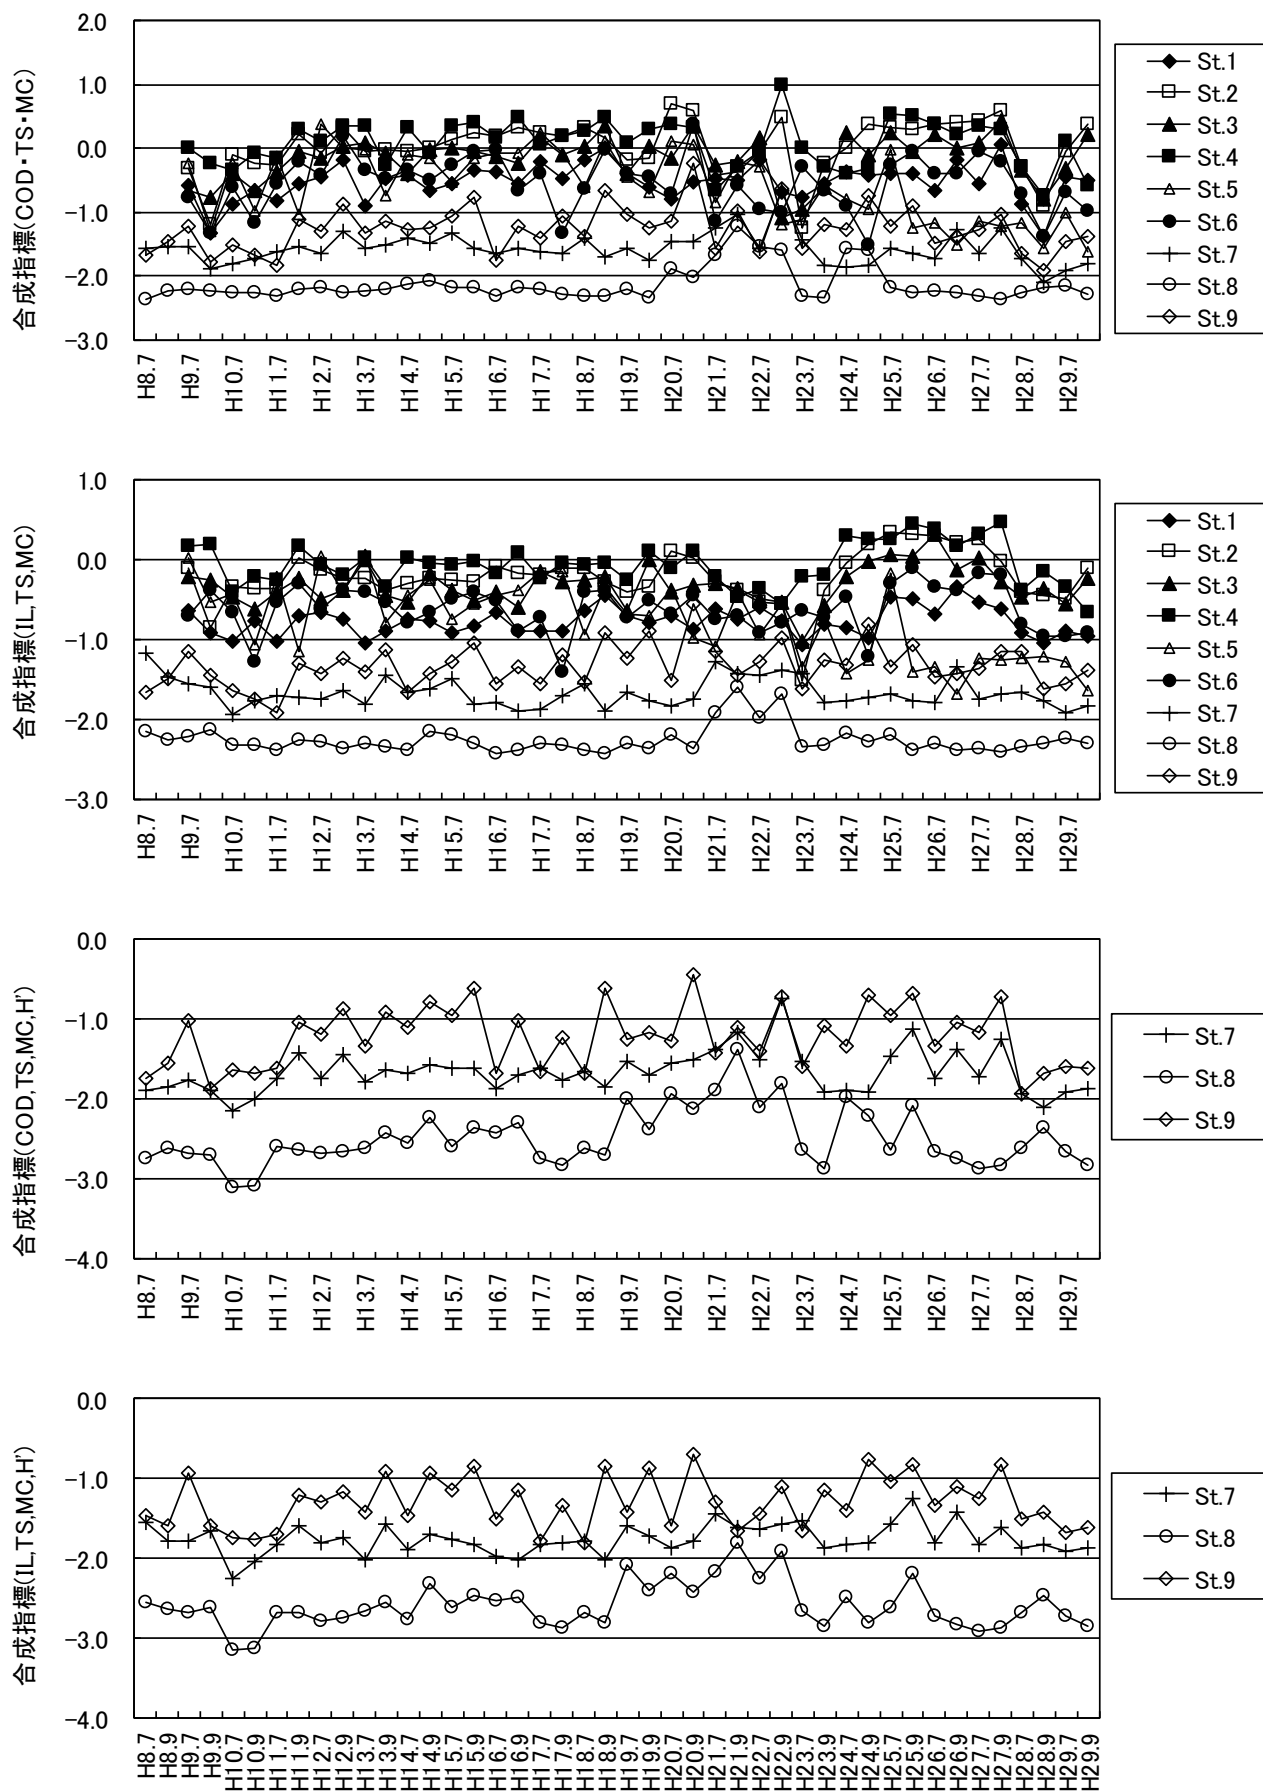 合成指標(COD・TS・MC)
2.0
1.0
0.0
-1.0
-2.0
-3.0
H8.7
H9.7
H10.7
H11.7
H12.7
H13.7
H14.7
H15.7
H16.7
H17.7
H18.7
H19.7
H20.7
H21.7
H22.7
H23.7
H24.7
H25.7
H26.7
H27.7
H28.7
H29.7
St.1
St.2
St.3
St.4
St.5
St.6
St.7
St.8
St.9
合成指標(IL,TS,MC)
1.0
0.0
-1.0
-2.0
-3.0
H8.7
H9.7
H10.7
H11.7
H12.7
H13.7
H14.7
H15.7
H16.7
H17.7
H18.7
H19.7
H20.7
H21.7
H22.7
H23.7
H24.7
H25.7
H26.7
H27.7
H28.7
H29.7
St.1
St.2
St.3
St.4
St.5
St.6
St.7
St.8
St.9
合成指標(COD,TS,MC,H')
0.0
-1.0
-2.0
-3.0
-4.0
H8.7
H9.7
H10.7
H11.7
H12.7
H13.7
H14.7
H15.7
H16.7
H17.7
H18.7
H19.7
H20.7
H21.7
H22.7
H23.7
H24.7
H25.7
H26.7
H27.7
H28.7
H29.7
St.7
St.8
St.9
合成指標(IL,TS,MC,H')
0.0
-1.0
-2.0
-3.0
-4.0
H8.7
H8.9
H9.7
H9.9
H10.7
H10.9
H11.7
H11.9
H12.7
H12.9
H13.7
H13.9
H14.7
H14.9
H15.7
H15.9
H16.7
H16.9
H17.7
H17.9
H18.7
H18.9
H19.7
H19.9
H20.7
H20.9
H21.7
H21.9
H22.7
H22.9
H23.7
H23.9
H24.7
H24.9
H25.7
H25.9
H26.7
H26.9
H27.7
H27.9
H28.7
H28.9
H29.7
H29.9
St.7
St.8
St.9